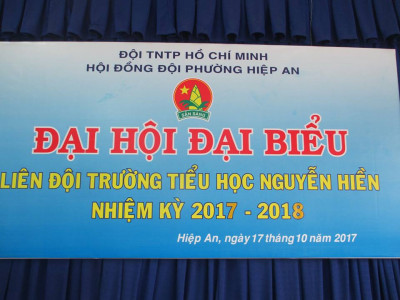 ĐỘI TNTP HỒ CHÍ MINH
HỘI ĐỒNG ĐỘI PHƯỜNG HIỆP AN
SẴN SÀNG
ĐẠI HỘI ĐẠI BIỂU
LIÊN ĐỘI TRƯỜNG TIỂU HỌC NGUYỄN HIỀN
NHIỆM KỲ 2017 - 2018
Hiệp An, ngày 17 tháng 10 năm 2017